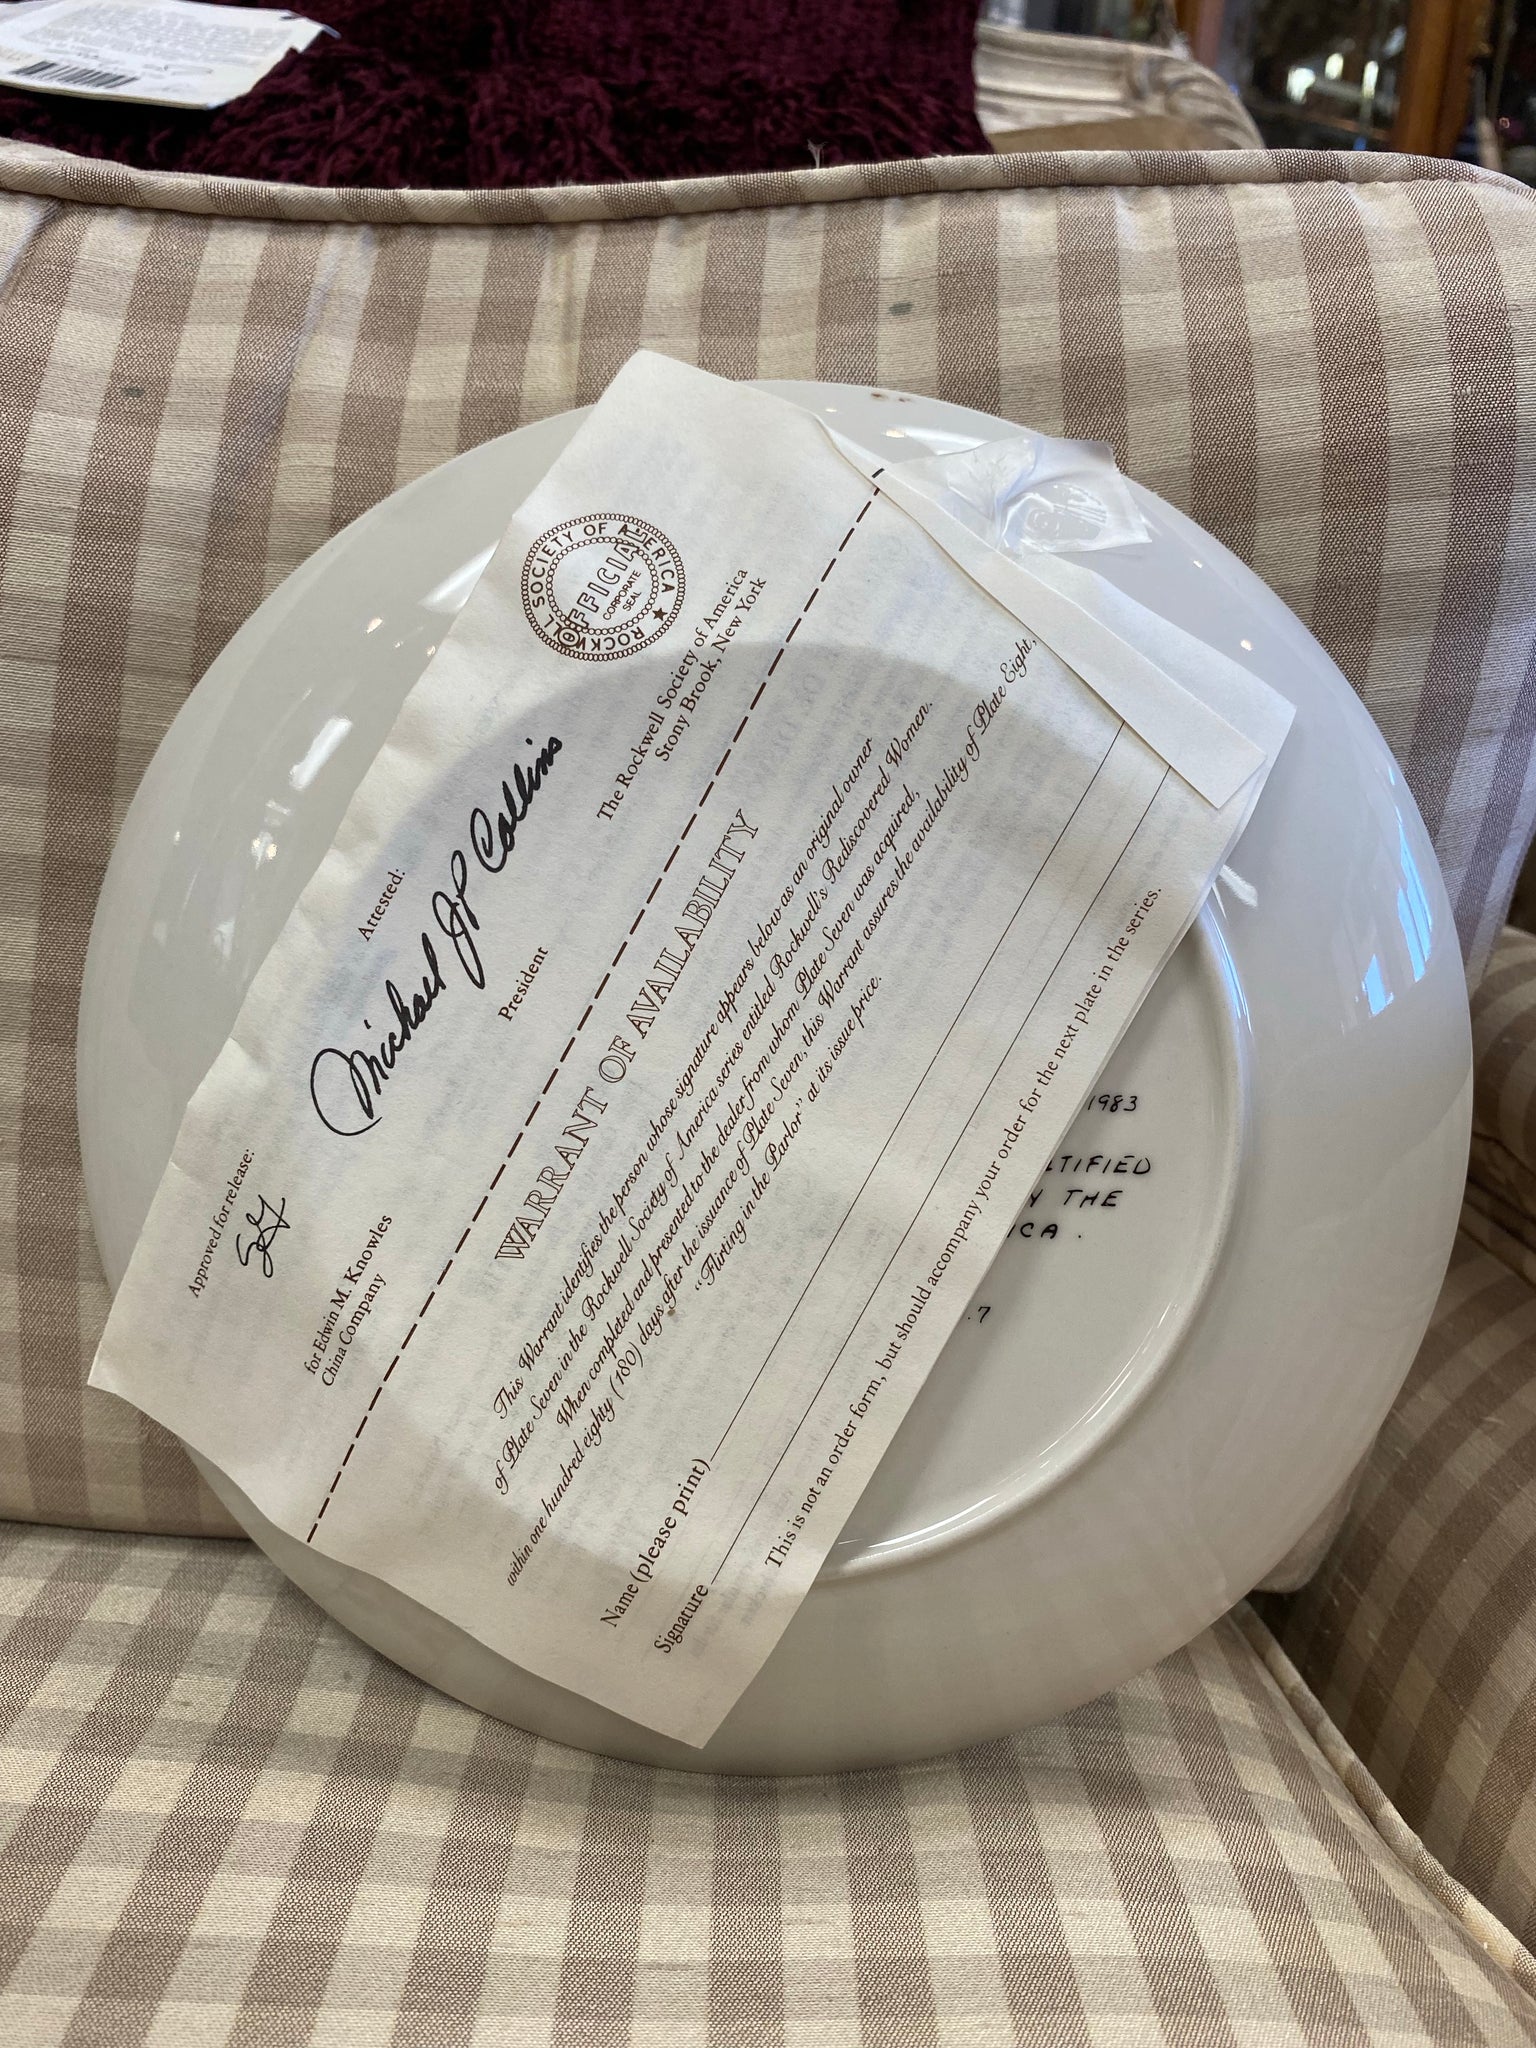 ROCKWELL SOCIETY OF AMERICA ★
OFFICIAL
CORPORATE
SEAL
The Rockwell Society of America
Stony Brook, New York
Attested:
Michael JP Collins
President
Approved for release:
for Edwin M. Knowles
China Company
WARRANT OF AVAILABILITY
This Warrant identifies the person whose signature appears below as an original owner
of Plate Seven in the Rockwell Society of America series entitled Rockwell's Rediscovered Women.
When completed and presented to the dealer from whom Plate Seven was acquired,
within one hundred eighty (180) days after the issuance of Plate Seven, this Warrant assures the availability of Plate Eight,
"Flirting in the Parlor" at its issue price.
Name (please print)
Signature
This is not an order form, but should accompany your order for the next plate in the series.
1983
TIFIED
Y THE
ICA.
.7